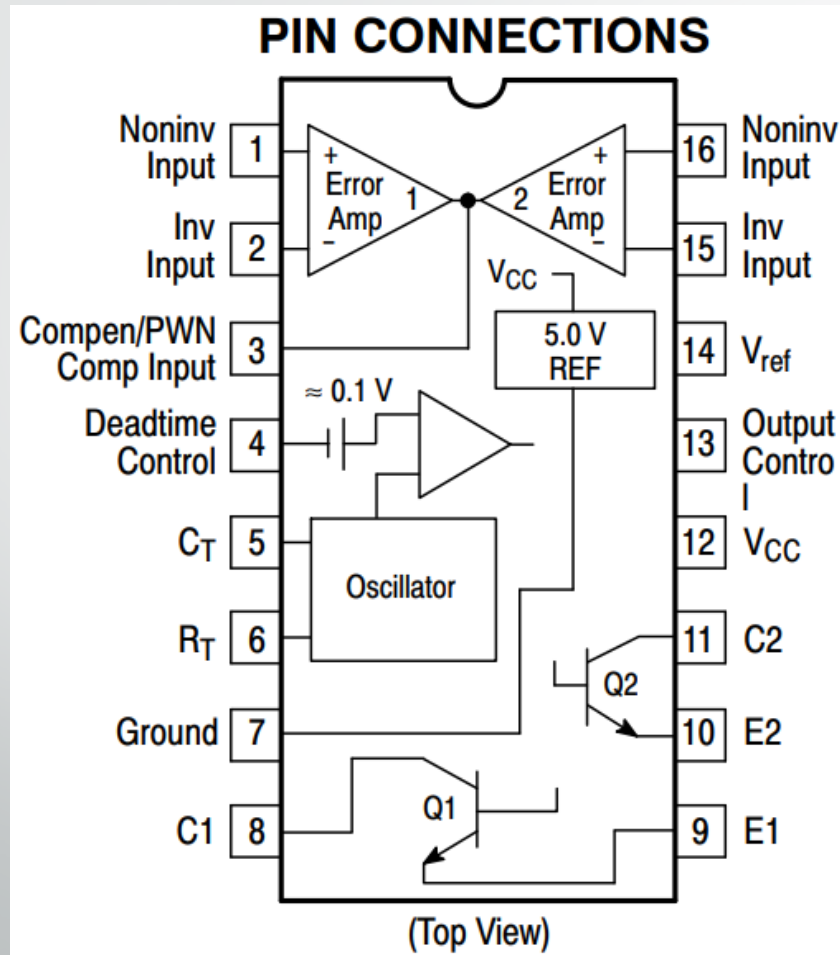 PIN CONNECTIONS
Noninv
Input
1
+
Error
Amp
1
−
2
Error
Amp
+
−
16
Noninv
Input
Inv
Input
2
15
Inv
Input
VCC
Compen/PWN
Comp Input
3
5.0 V
REF
14
Vref
≈ 0.1 V
Deadtime
Control
4
13
Output
Contro
l
CT
5
Oscillator
12
VCC
RT
6
11
C2
Q2
Ground
7
10
E2
C1
8
Q1
9
E1
(Top View)